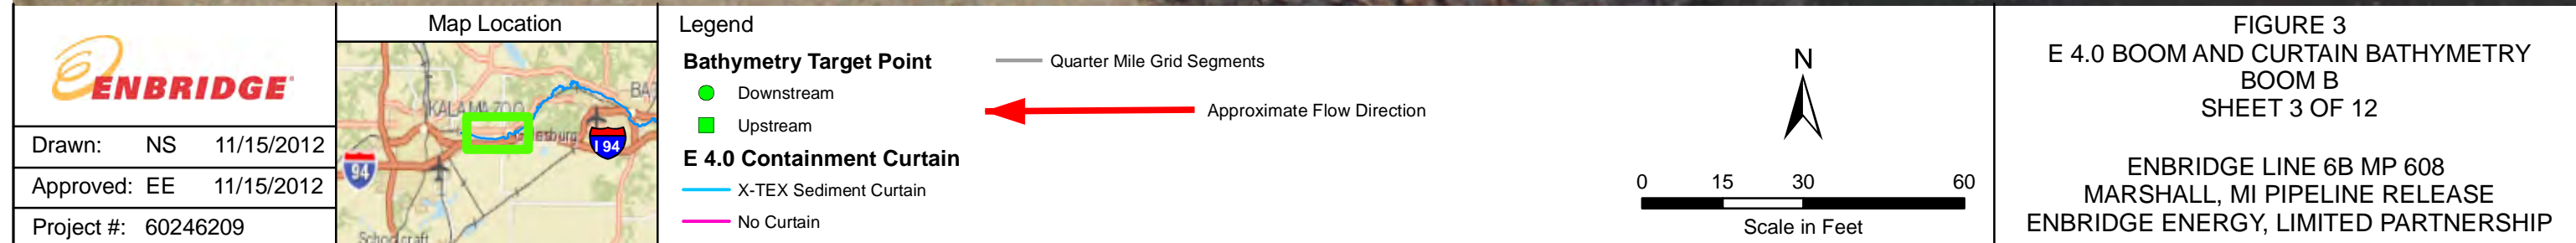 ENBRIDGE
Drawn: NS 11/15/2012
Approved: EE 11/15/2012
Project #: 60246209
Map Location
KALAMAZOO
I 94
94
Legend
Bathymetry Target Point
Downstream
Upstream
E 4.0 Containment Curtain
X-TEX Sediment Curtain
No Curtain
Quarter Mile Grid Segments
Approximate Flow Direction
N
0 15 30 60
Scale in Feet
FIGURE 3
E 4.0 BOOM AND CURTAIN BATHYMETRY
BOOM B
SHEET 3 OF 12
ENBRIDGE LINE 6B MP 608
MARSHALL, MI PIPELINE RELEASE
ENBRIDGE ENERGY, LIMITED PARTNERSHIP